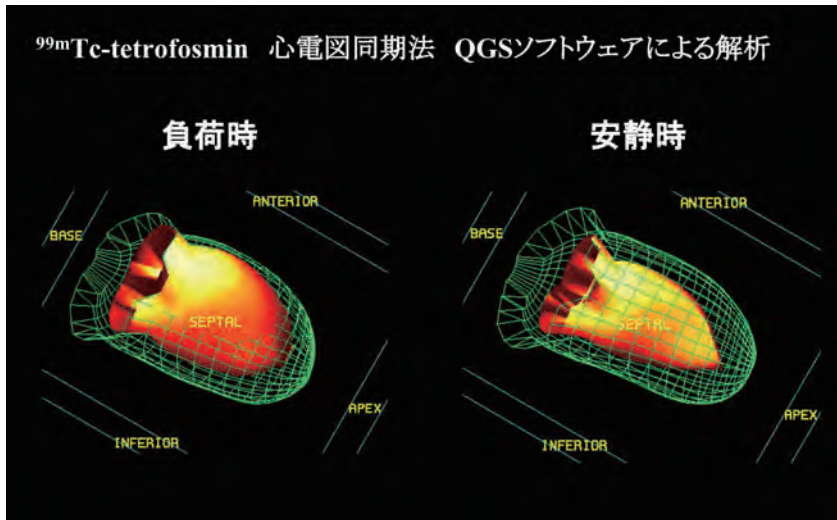 99mTc-tetrofosmin 心電図同期法 QGSソフトウェアによる解析
負荷時
安静時
ANTERIOR
BASE
SEPTAL
APEX
INFERIOR
ANTERIOR
BASE
SEPTAL
APEX
INFERIOR